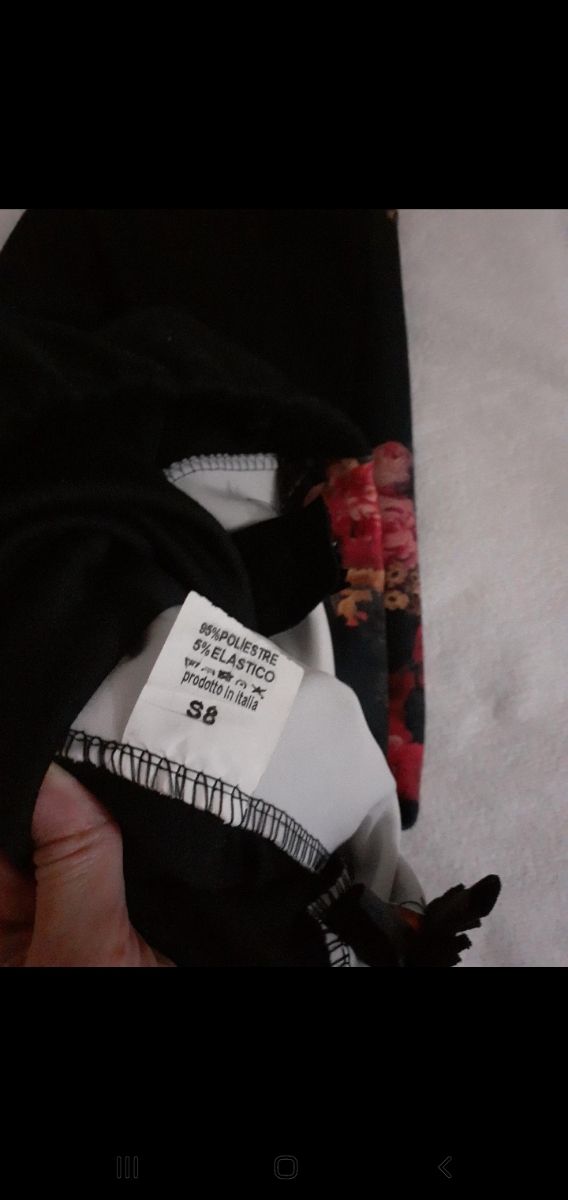 95%POLIESTRE
5%ELASTICO
prodotto in italia
S8